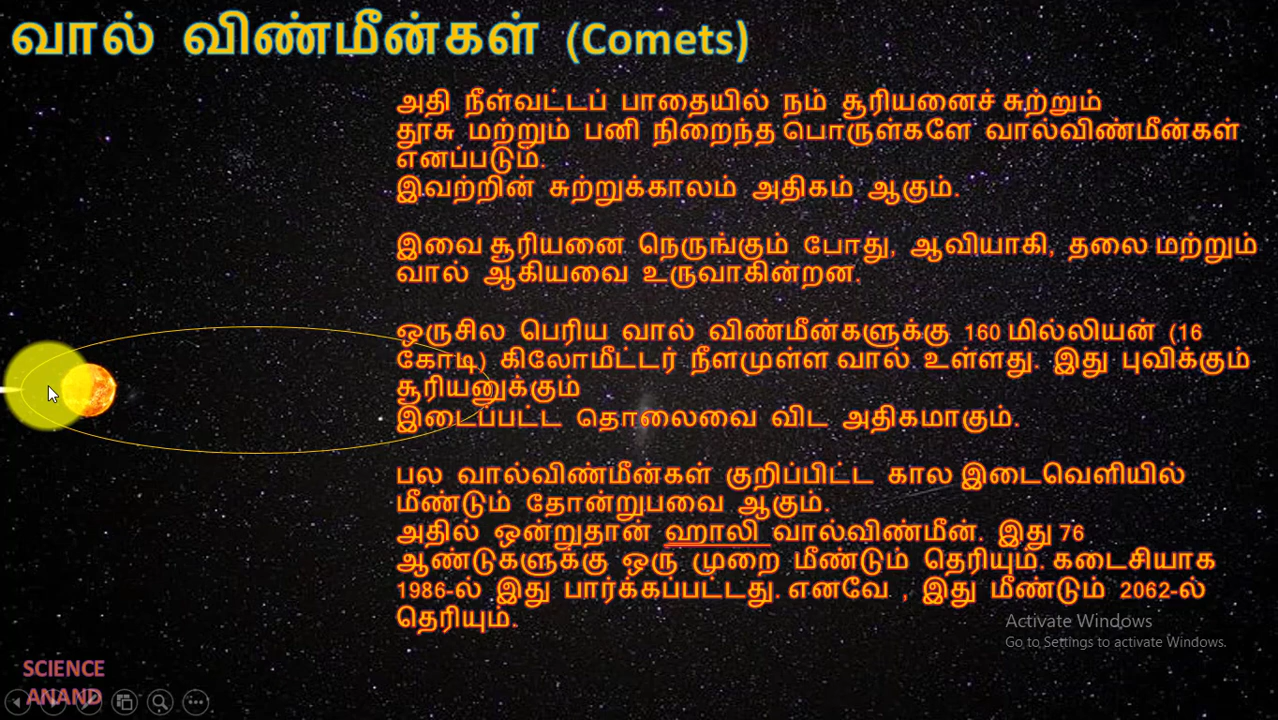 வால் விண்மீன்கள் (Comets)
அதி நீள்வட்டப் பாதையில் நம் சூரியனைச் சுற்றும்
தூசு மற்றும் பனி நிறைந்த பொருள்களே வால்விண்மீன்கள்
எனப்படும்.
இவற்றின் சுற்றுக்காலம் அதிகம் ஆகும்.
இவை சூரியனை நெருங்கும் போது, ஆவியாகி, தலை மற்றும்
வால் ஆகியவை உருவாகின்றன.
ஒருசில பெரிய வால் விண்மீன்களுக்கு 160 மில்லியன் (16
கோடி) கிலோமீட்டர் நீளமுள்ள வால் உள்ளது. இது புவிக்கும்
சூரியனுக்கும்
இடைப்பட்ட தொலைவை விட அதிகமாகும்.
பல வால்விண்மீன்கள் குறிப்பிட்ட கால இடைவெளியில்
மீண்டும் தோன்றுபவை ஆகும்.
அதில் ஒன்றுதான் ஹாலி வால்விண்மீன். இது 76
ஆண்டுகளுக்கு ஒரு முறை மீண்டும் தெரியும். கடைசியாக
1986-ல் இது பார்க்கப்பட்டது. எனவே , இது மீண்டும் 2062-ல்
தெரியும்.
Activate Windows
Go to Settings to activate Windows.
SCIENCE
ANAND